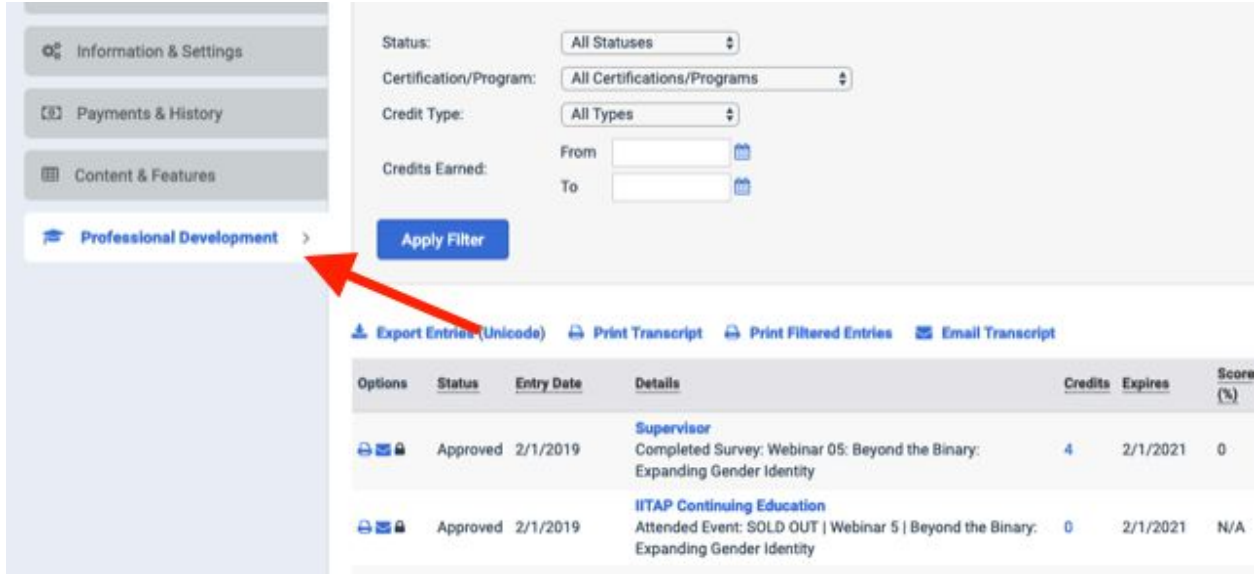 Information & Settings
Payments & History
Content & Features
Professional Development
Status:
All Statuses
Certification/Program:
All Certifications/Programs
Credit Type:
All Types
Credits Earned:
From
To
Apply Filter
Export Entries (Unicode) Print Transcript Print Filtered Entries Email Transcript
Options Status Entry Date Details Credits Expires Score
(%)
Supervisor
Approved 2/1/2019 Completed Survey: Webinar 05: Beyond the Binary: 4 2/1/2021 0
Expanding Gender Identity
IITAP Continuing Education
Approved 2/1/2019 Attended Event: SOLD OUT | Webinar 5 | Beyond the Binary: 0 2/1/2021 N/A
Expanding Gender Identity